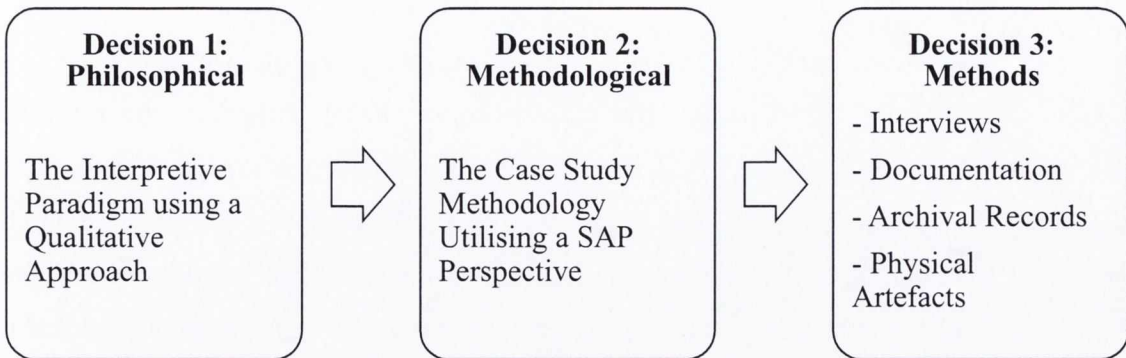 Decision 1:
Philosophical
The Interpretive
Paradigm using a
Qualitative
Approach
Decision 2:
Methodological
The Case Study
Methodology
Utilising a SAP
Perspective
Decision 3:
Methods
- Interviews
- Documentation
- Archival Records
- Physical
Artefacts